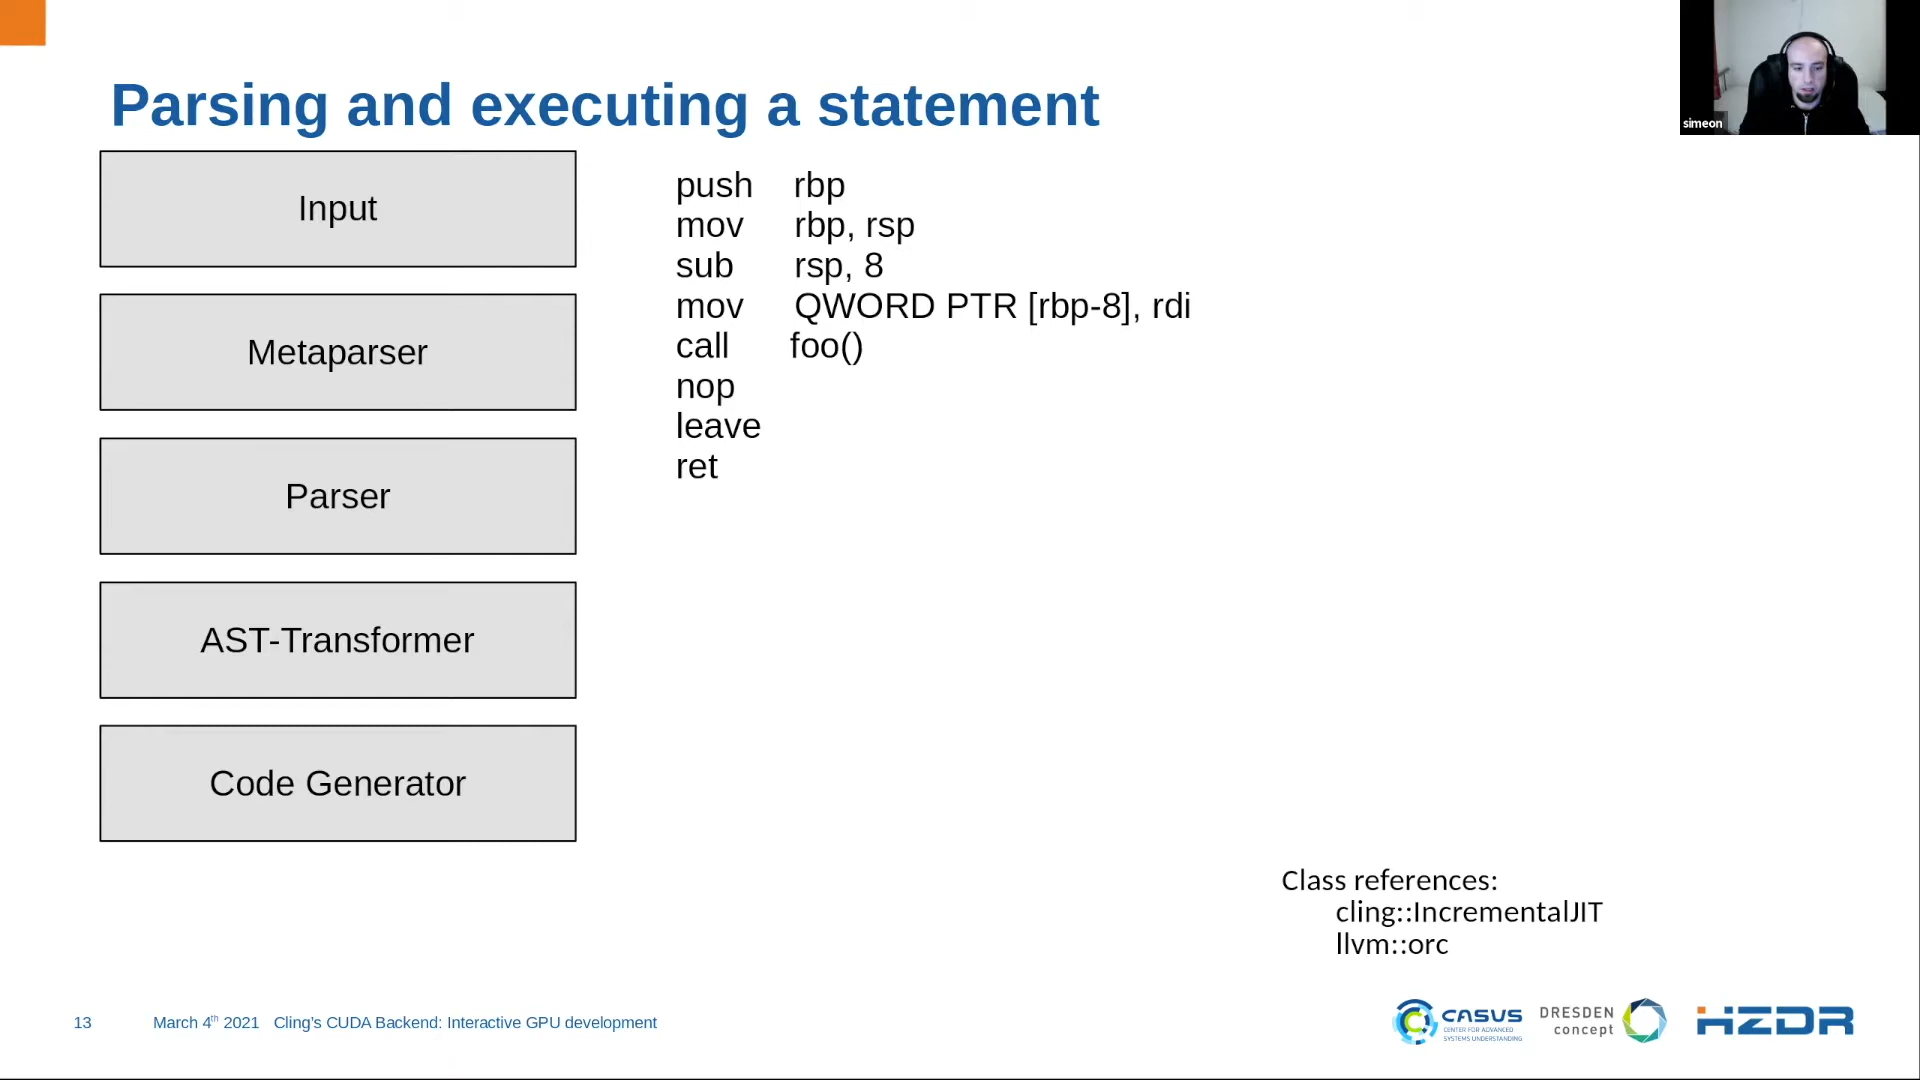 Parsing and executing a statement
simeon
Input
Metaparser
Parser
AST-Transformer
Code Generator
push rbp
mov rbp, rsp
sub rsp, 8
mov QWORD PTR [rbp-8], rdi
call foo()
nop
leave
ret
Class references:
cling::IncrementalJIT
llvm::orc
13 March 4th 2021 Cling's CUDA Backend: Interactive GPU development
CASUS
CENTER FOR ADVANCED
SYSTEMS UNDERSTANDING
DRESDEN
concept
HZDR